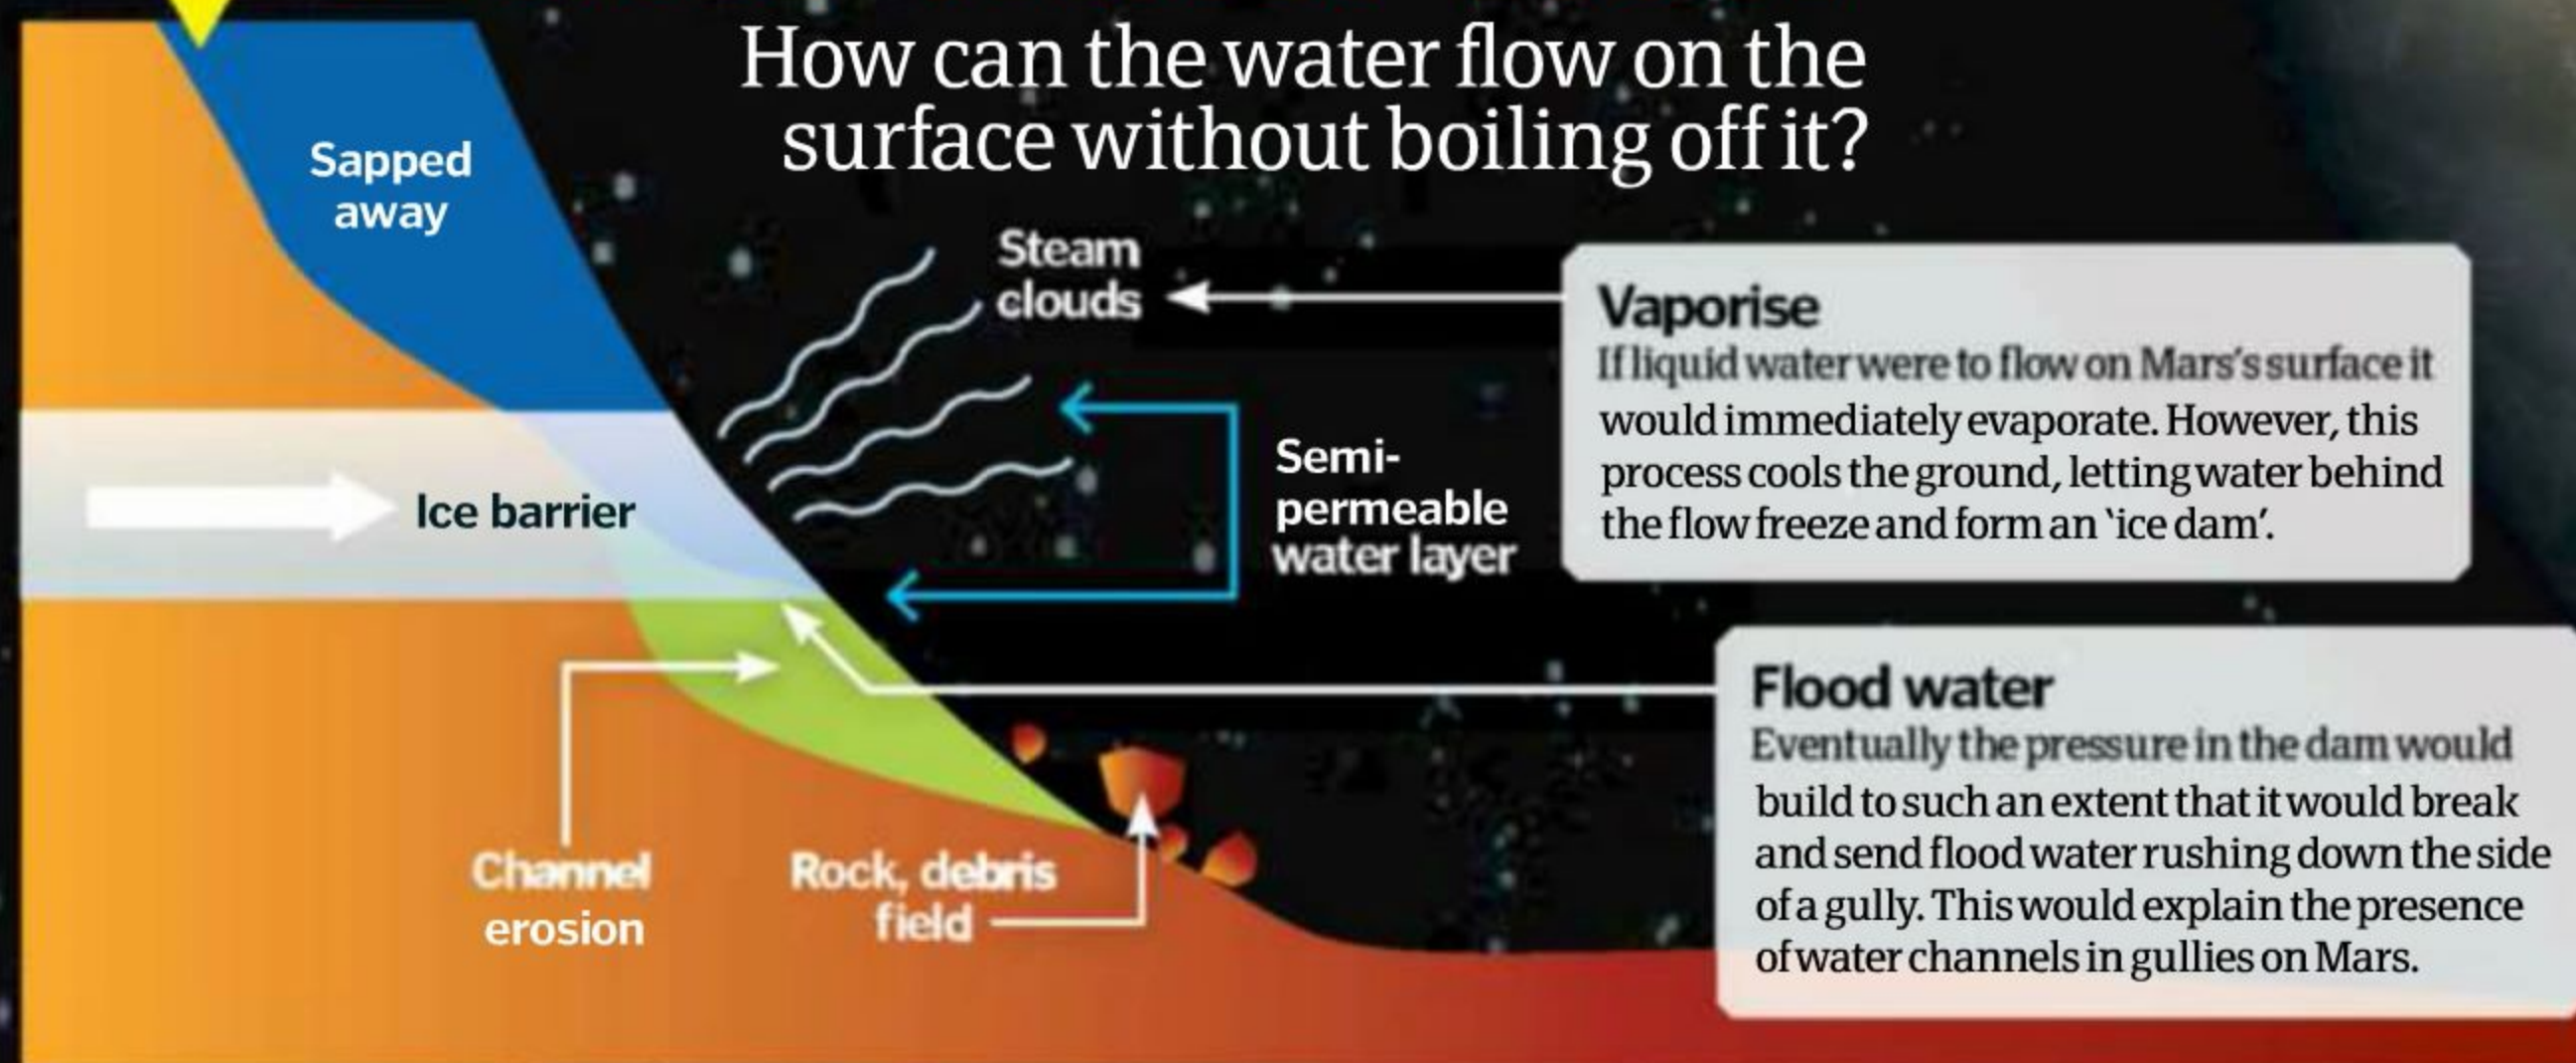 How can the water flow on the
surface without boiling off it?
Sapped
away
Steam
clouds
Vaporise
If liquid water were to flow on Mars's surface it
would immediately evaporate. However, this
process cools the ground, letting water behind
the flow freeze and form an ‘ice dam’.
Ice barrier
Semi-
permeable
water layer
Flood water
Eventually the pressure in the dam would
build to such an extent that it would break
and send flood water rushing down the side
of a gully. This would explain the presence
of water channels in gullies on Mars.
Channel
erosion
Rock, debris
field